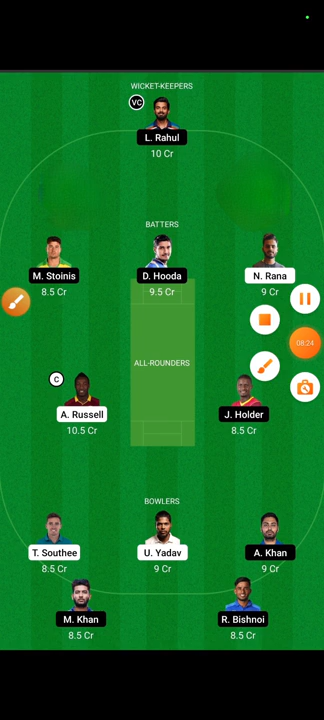 WICKET-KEEPERS
VC
L. Rahul
10 Cr
BATTERS
M. Stoinis
D. Hooda
N. Rana
8.5 Cr
9.5 Cr
9 Cr
08:24
ALL-ROUNDERS
C
A. Russell
J. Holder
10.5 Cr
8.5 Cr
BOWLERS
T. Southee
U. Yadav
A. Khan
8.5 Cr
9 Cr
9 Cr
M. Khan
R. Bishnoi
8.5 Cr
8.5 Cr